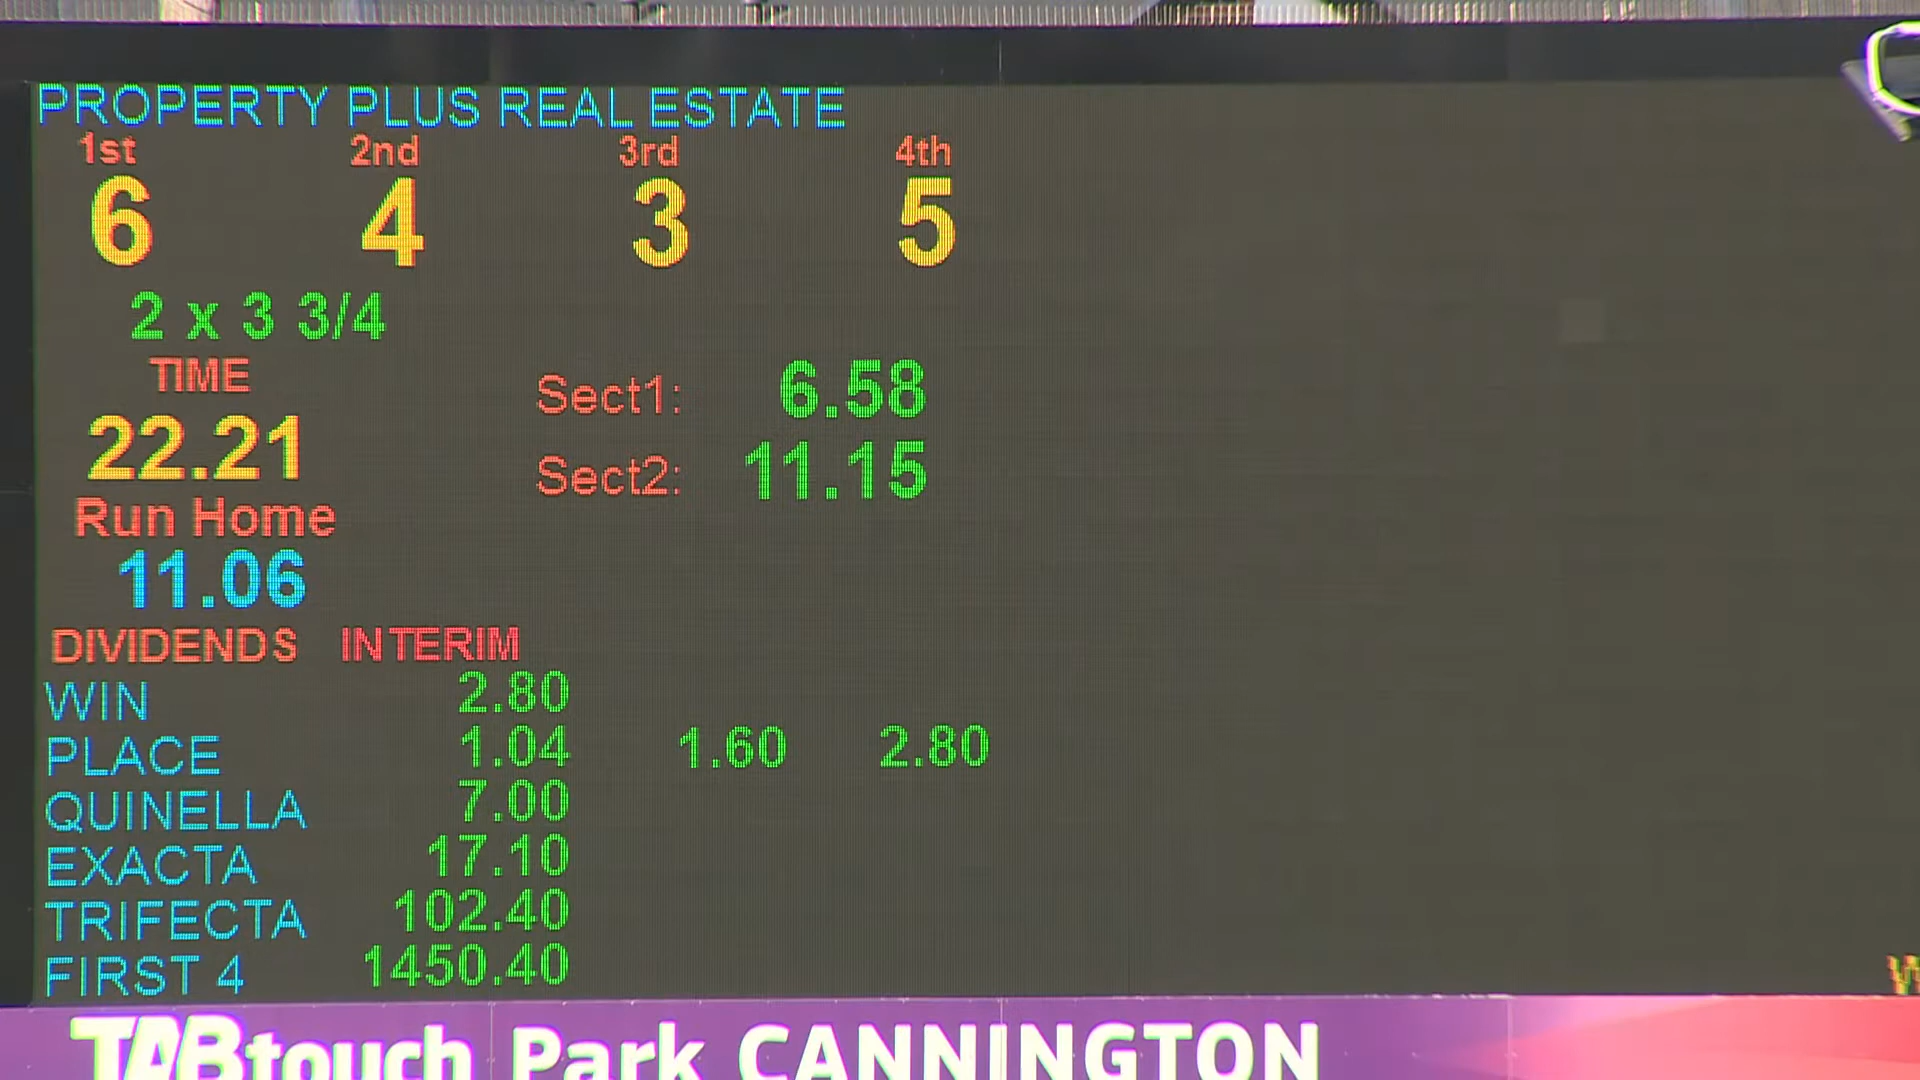 PROPERTY PLUS REAL ESTATE
1st 2nd 3rd 4th
6 4 3 5
2 x 3 3/4
TIME
22.21
Sect1: 6.58
Sect2: 11.15
Run Home
11.06
DIVIDENDS INTERIM
WIN 2.80
PLACE 1.04 1.60 2.80
QUINELLA 7.00
EXACTA 17.10
TRIFECTA 102.40
FIRST 4 1450.40
TABtouch Park CANNINGTON